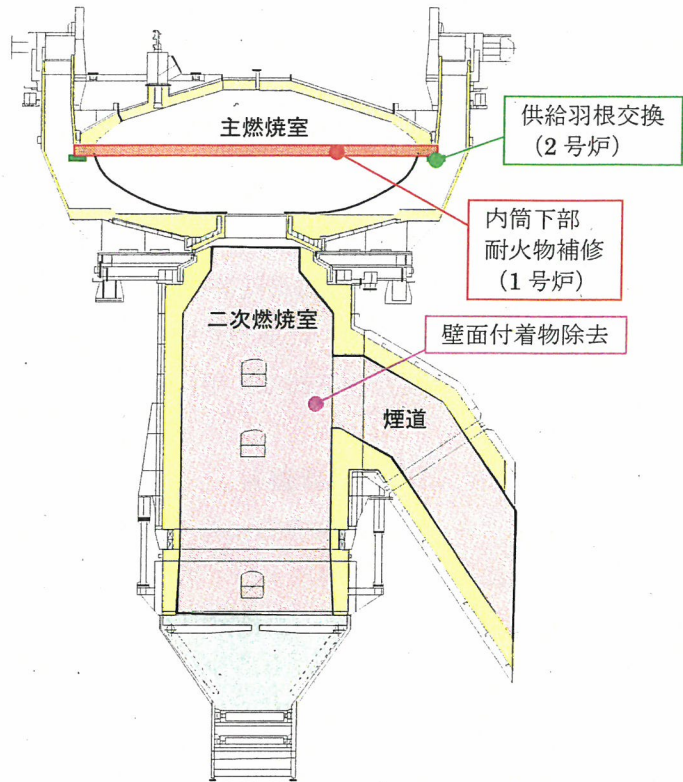 主燃焼室
供給羽根交換
（2号炉）
内筒下部
耐火物補修
（1号炉）
二次燃焼室
壁面付着物除去
煙道